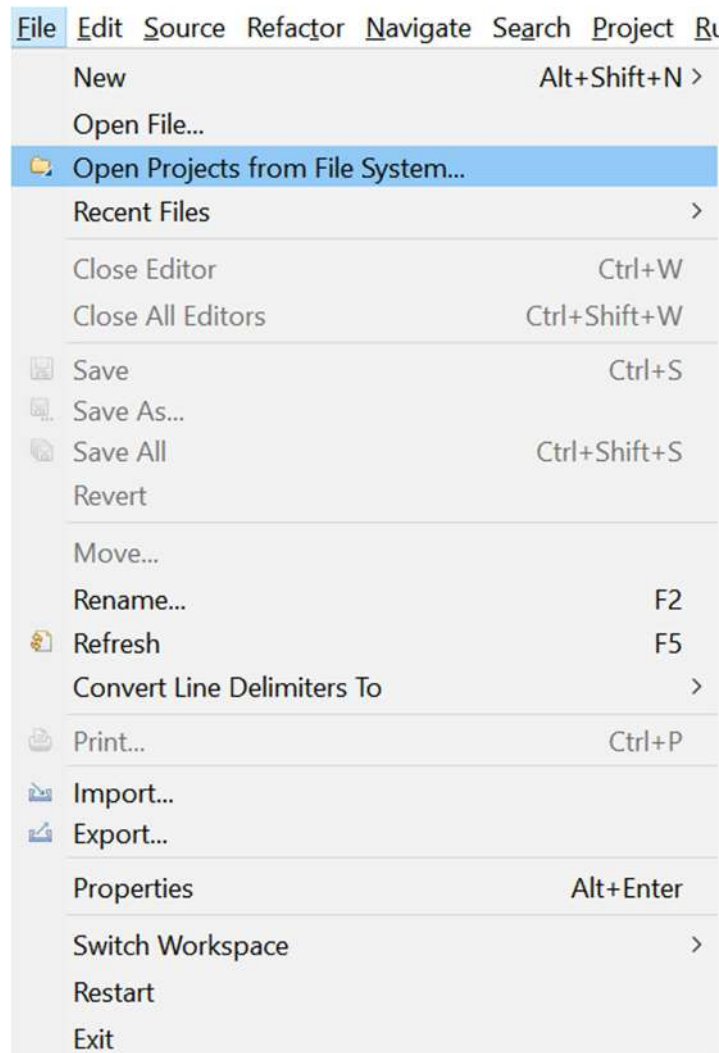 File Edit Source Refactor Navigate Search Project
New Alt+Shift+N >
Open File...
Open Projects from File System...
Recent Files >
Close Editor Ctrl+W
Close All Editors Ctrl+Shift+W
Save Ctrl+S
Save As...
Save All Ctrl+Shift+S
Revert
Move...
Rename... F2
Refresh F5
Convert Line Delimiters To >
Print... Ctrl+P
Import...
Export...
Properties Alt+Enter
Switch Workspace >
Restart
Exit